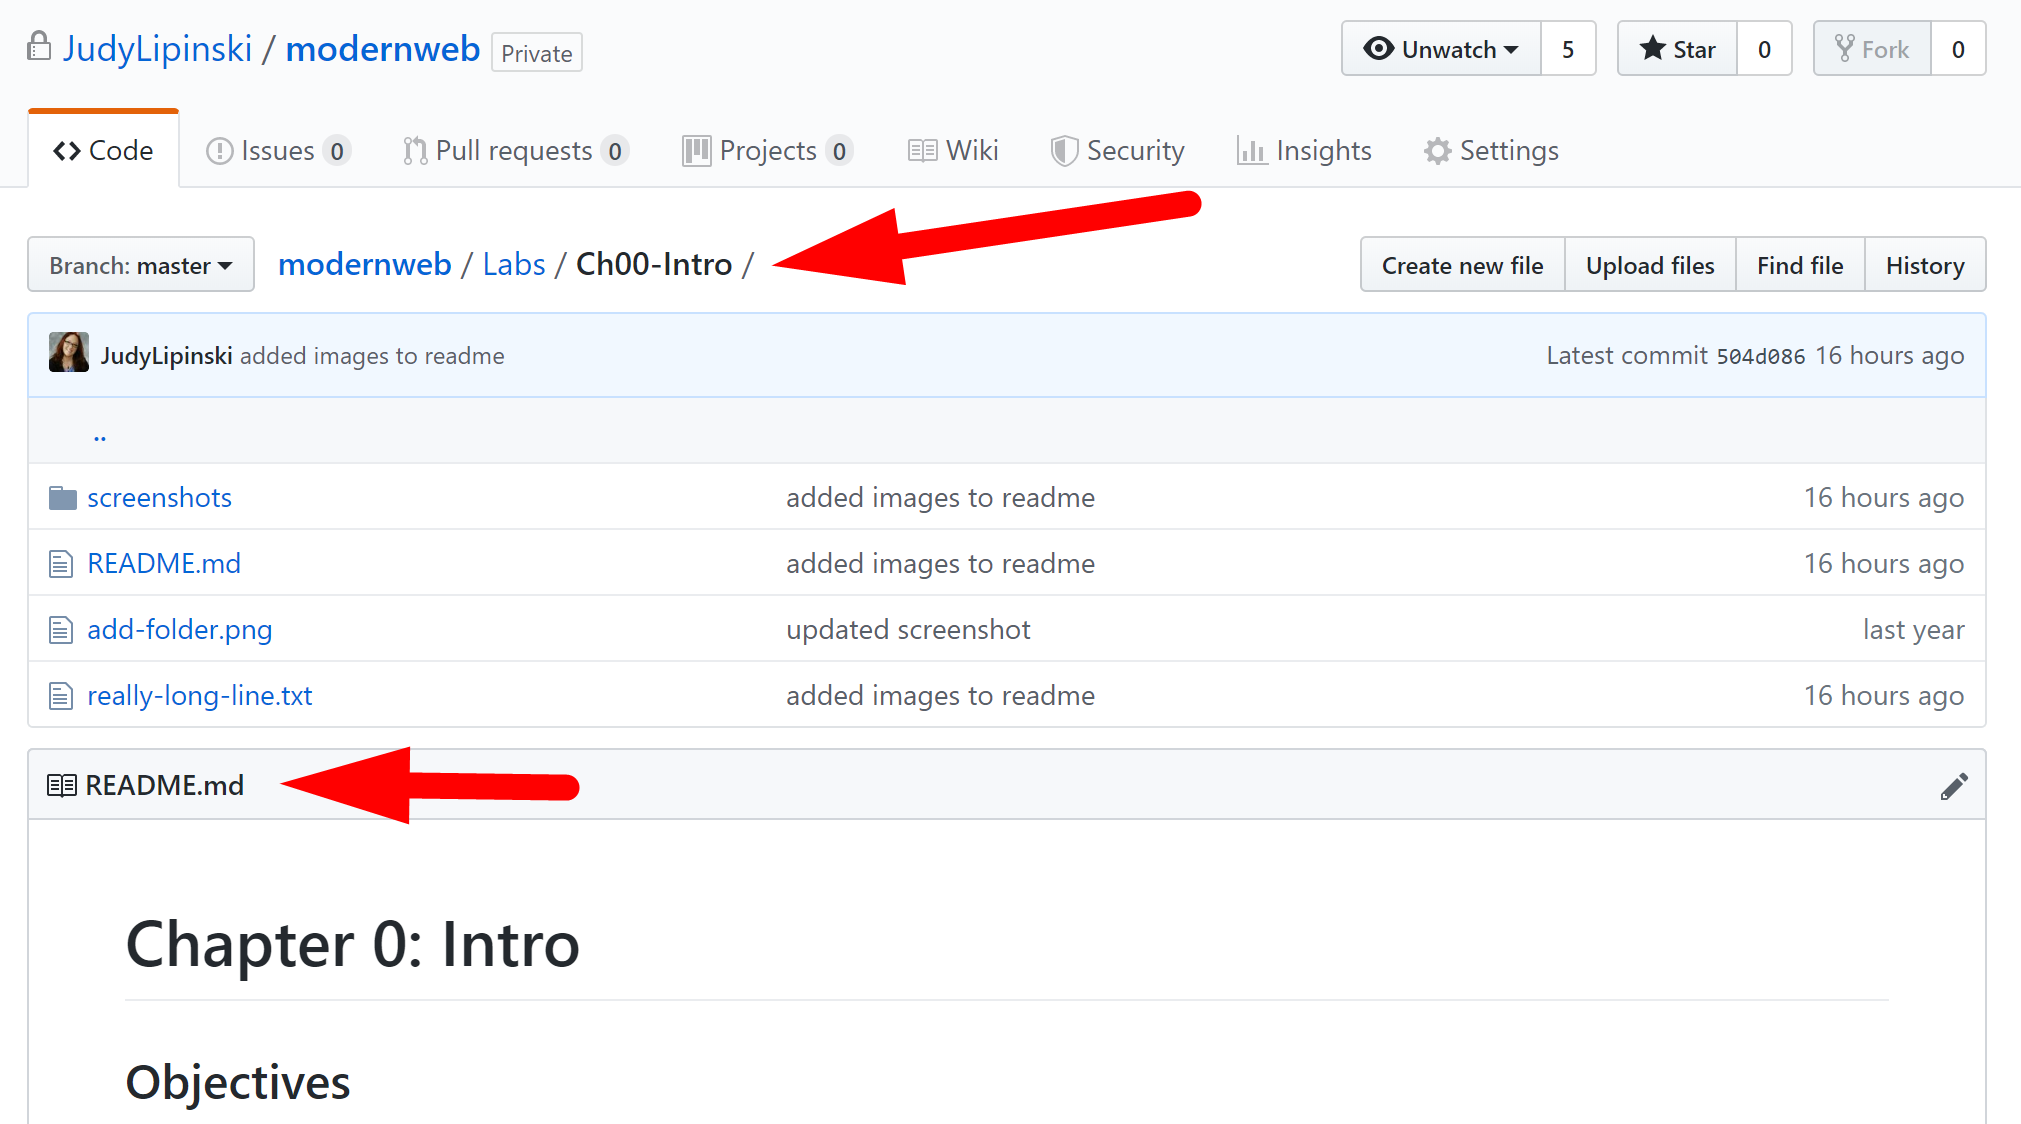 JudyLipinski / modernweb Private Unwatch 5 Star 0 Fork 0
Code Issues 0 Pull requests 0 Projects 0 Wiki Security Insights Settings
Branch: master modernweb / Labs / Ch00-Intro / Create new file Upload files Find file History
JudyLipinski added images to readme Latest commit 504d086 16 hours ago
..
screenshots added images to readme 16 hours ago
README.md added images to readme 16 hours ago
add-folder.png updated screenshot last year
really-long-line.txt added images to readme 16 hours ago
README.md
Chapter 0: Intro
Objectives